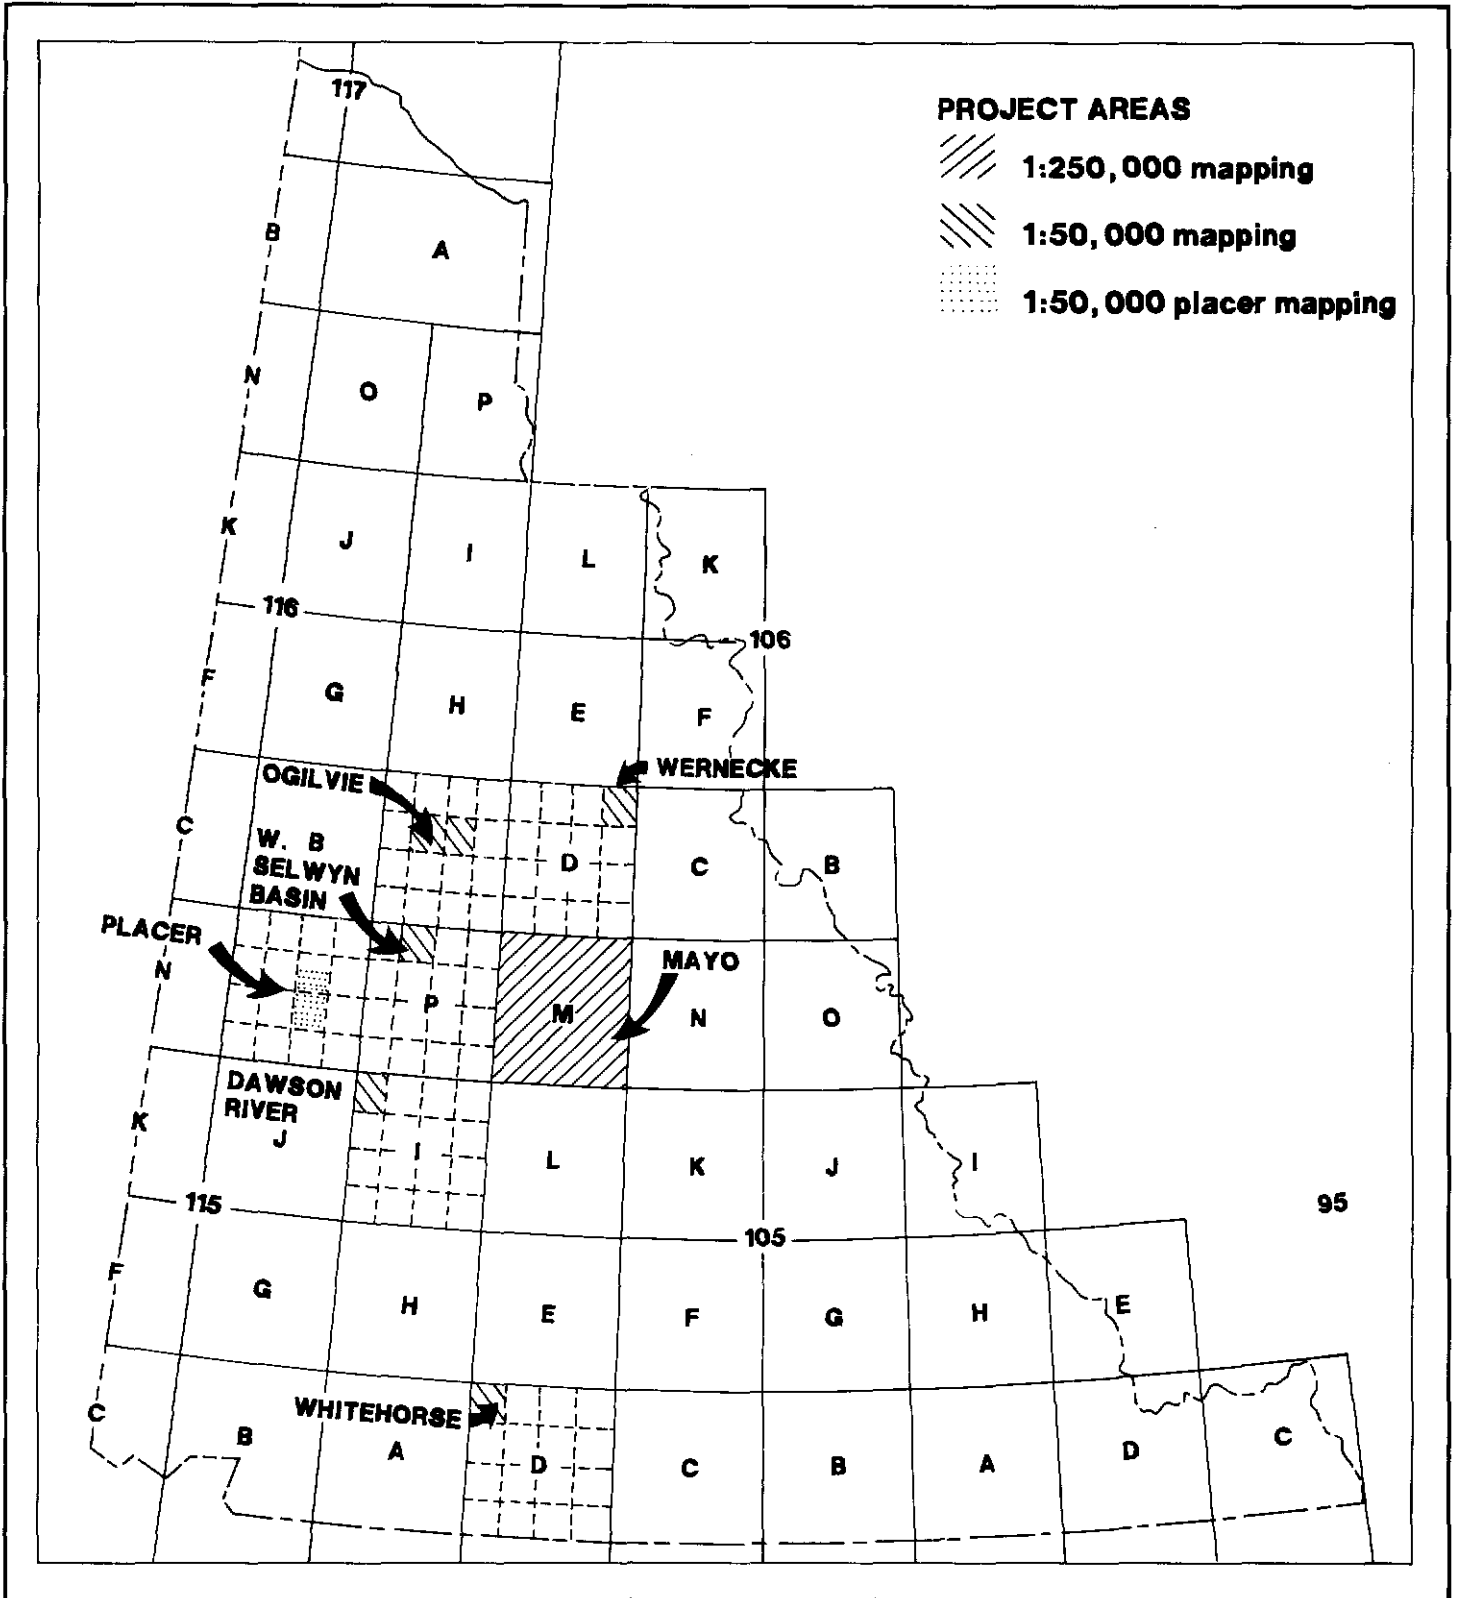 117
PROJECT AREAS
1:250,000 mapping
1:50,000 mapping
1:50,000 placer mapping
B
A
N
O
P
K
J
I
L
K
116
106
F
G
H
E
F
OGILVIE
WERNECKE
C
W. B
SELWYN
BASIN
D
C
B
PLACER
N
P
M
MAYO
N
O
DAWSON
RIVER
K
J
I
L
K
J
I
115
105
95
F
G
H
E
F
G
H
E
WHITEHORSE
C
B
A
D
C
B
A
D
C